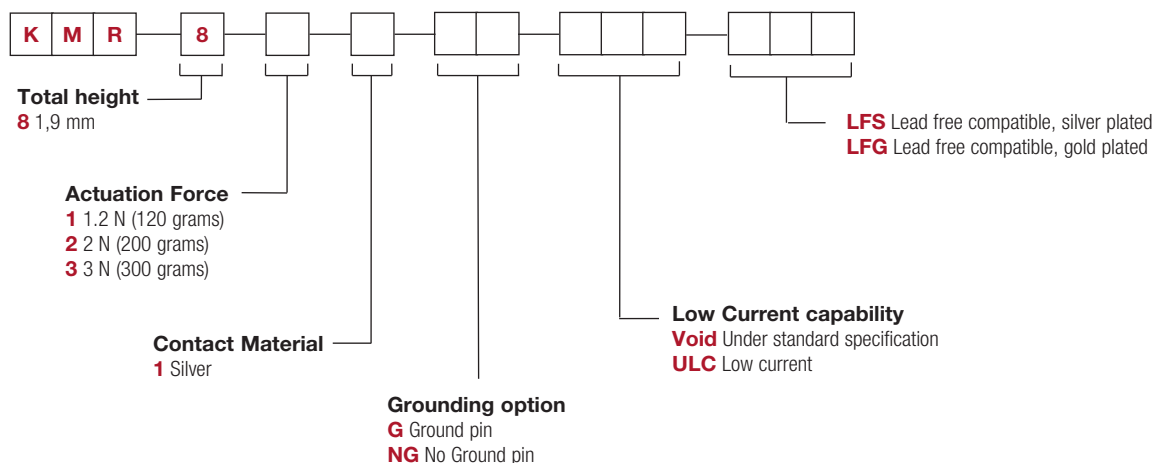 K M R 8
Total height
8 1,9 mm
LFS Lead free compatible, silver plated
LFG Lead free compatible, gold plated
Actuation Force
1 1.2 N (120 grams)
2 2 N (200 grams)
3 3 N (300 grams)
Low Current capability
Void Under standard specification
ULC Low current
Contact Material
1 Silver
Grounding option
G Ground pin
NG No Ground pin